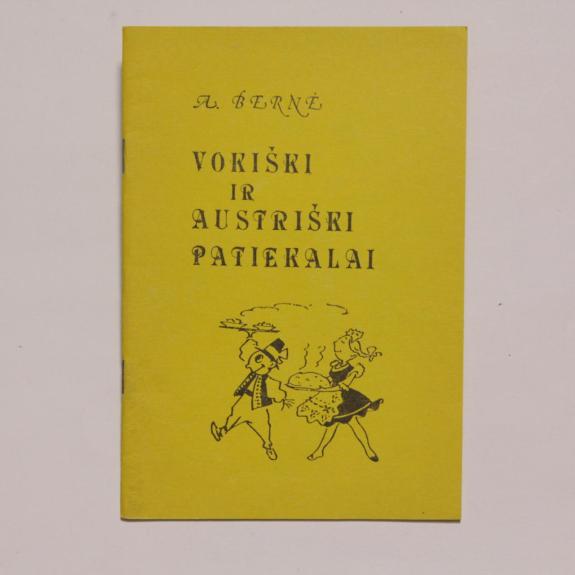 A. BERNĖ
VOKIŠKI
IR
AUSTRIŠKI
PATIEKALAI